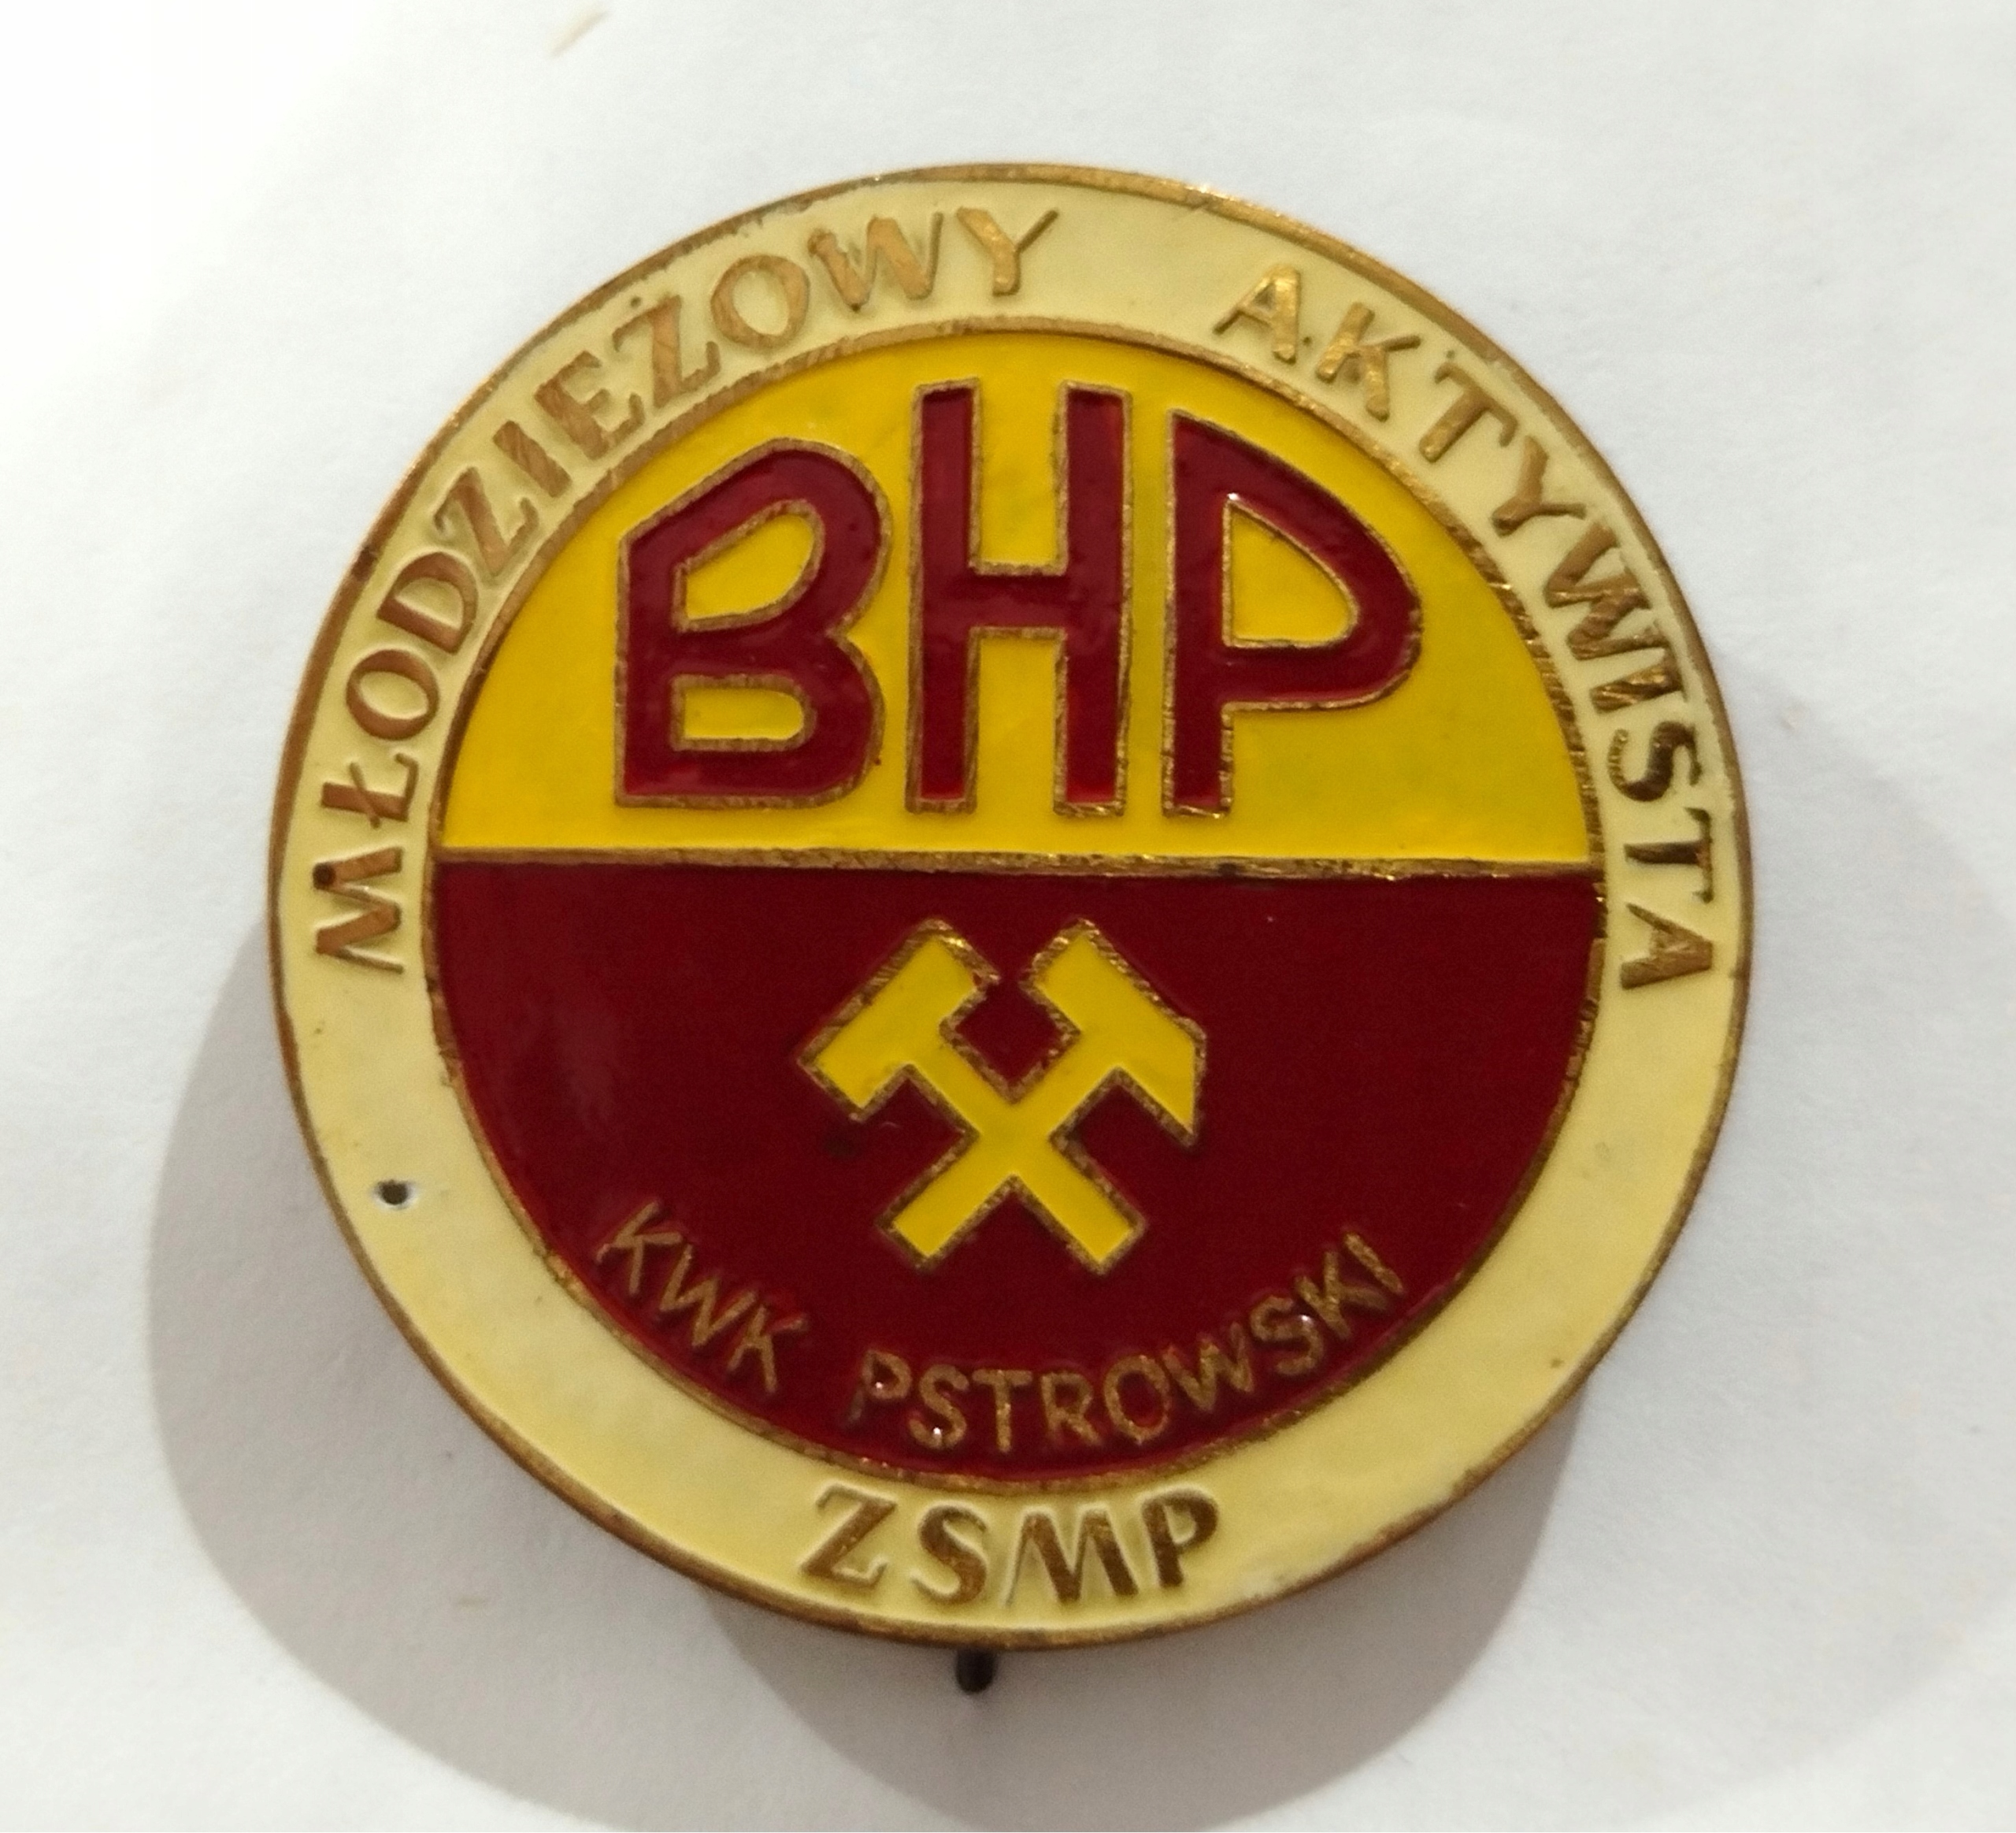 MŁODZIEŻOWY AKTYWISTA
BHP
KWK PSTROWSKI
ZSMP